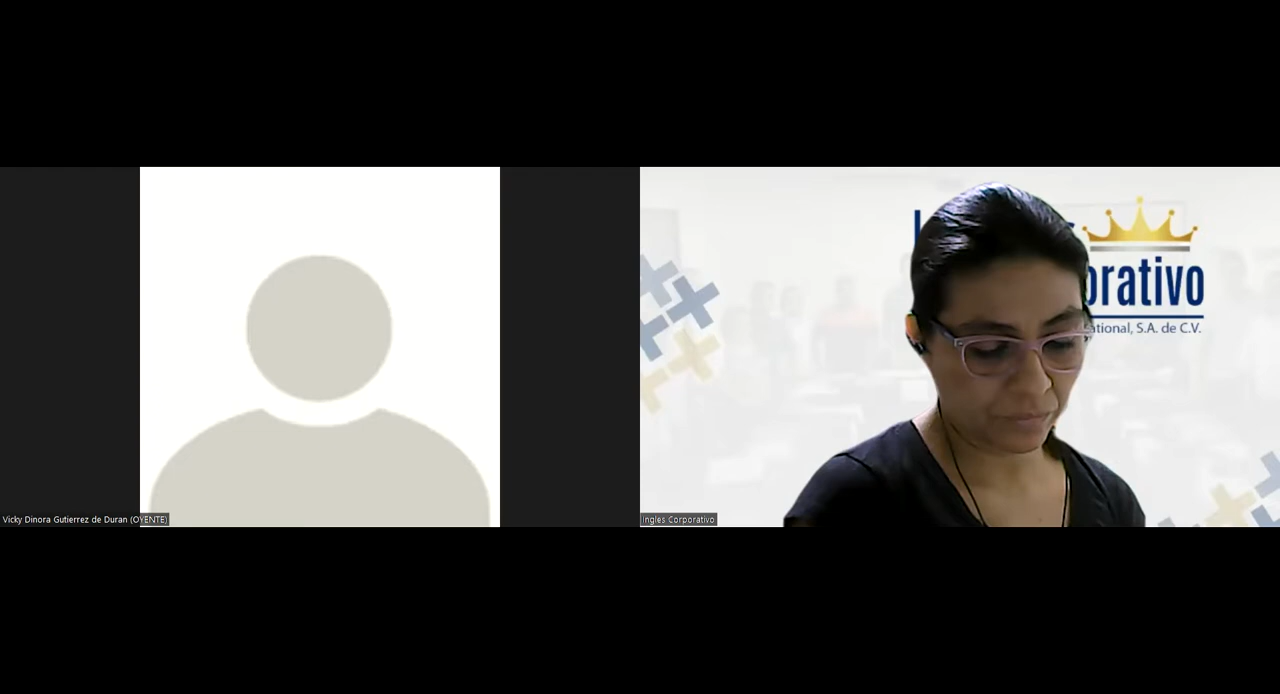 orativo
ational, S.A. de C.V.
Vicky Dinora Gutierrez de Duran (OYENTE)
Ingles Corporativo